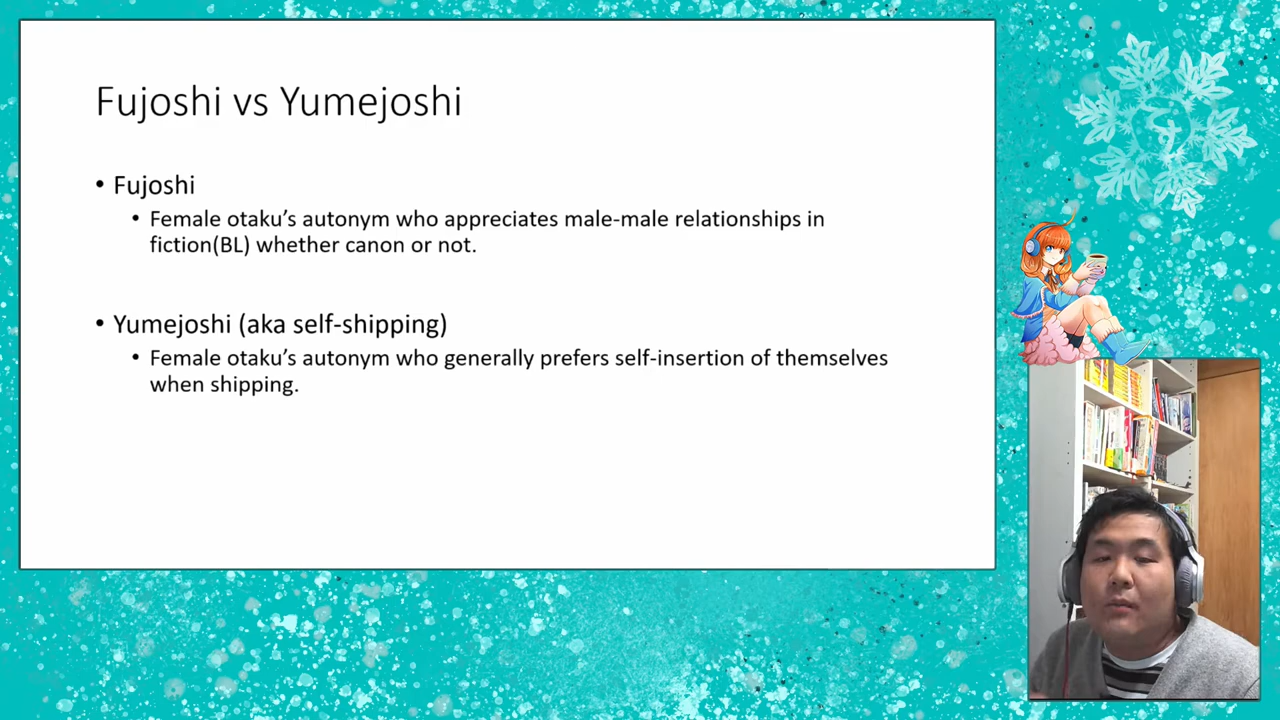 Fujoshi vs Yumejoshi
• Fujoshi
• Female otaku’s autonym who appreciates male-male relationships in
fiction(BL) whether canon or not.
• Yumejoshi (aka self-shipping)
• Female otaku’s autonym who generally prefers self-insertion of themselves
when shipping.